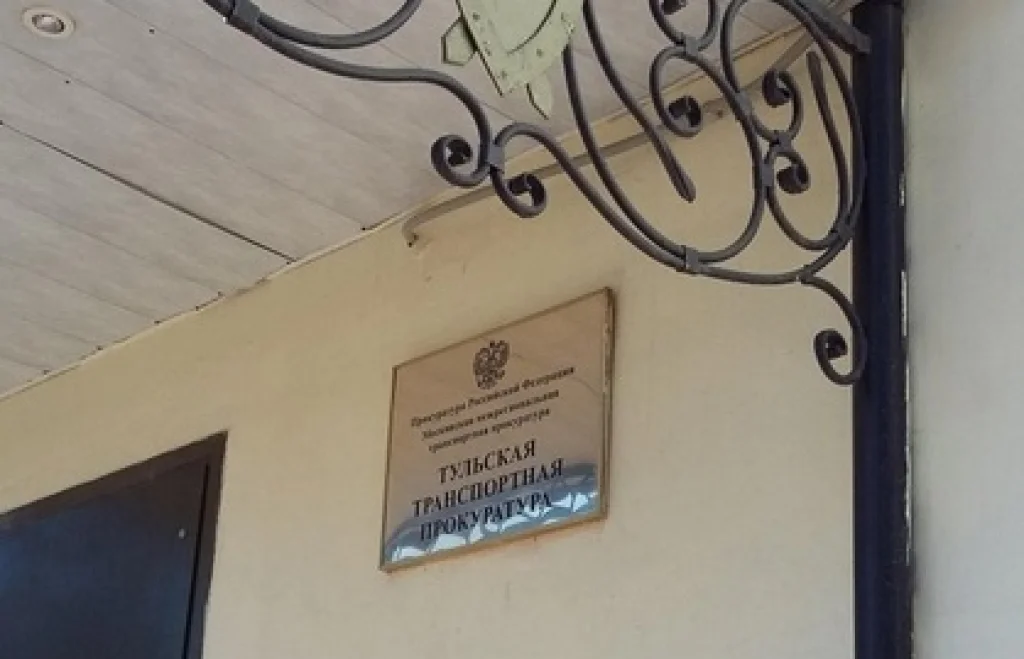 Прокуратура Российской Федерации
Московская межрегиональная
транспортная прокуратура
ТУЛЬСКАЯ
ТРАНСПОРТНАЯ
ПРОКУРАТУРА